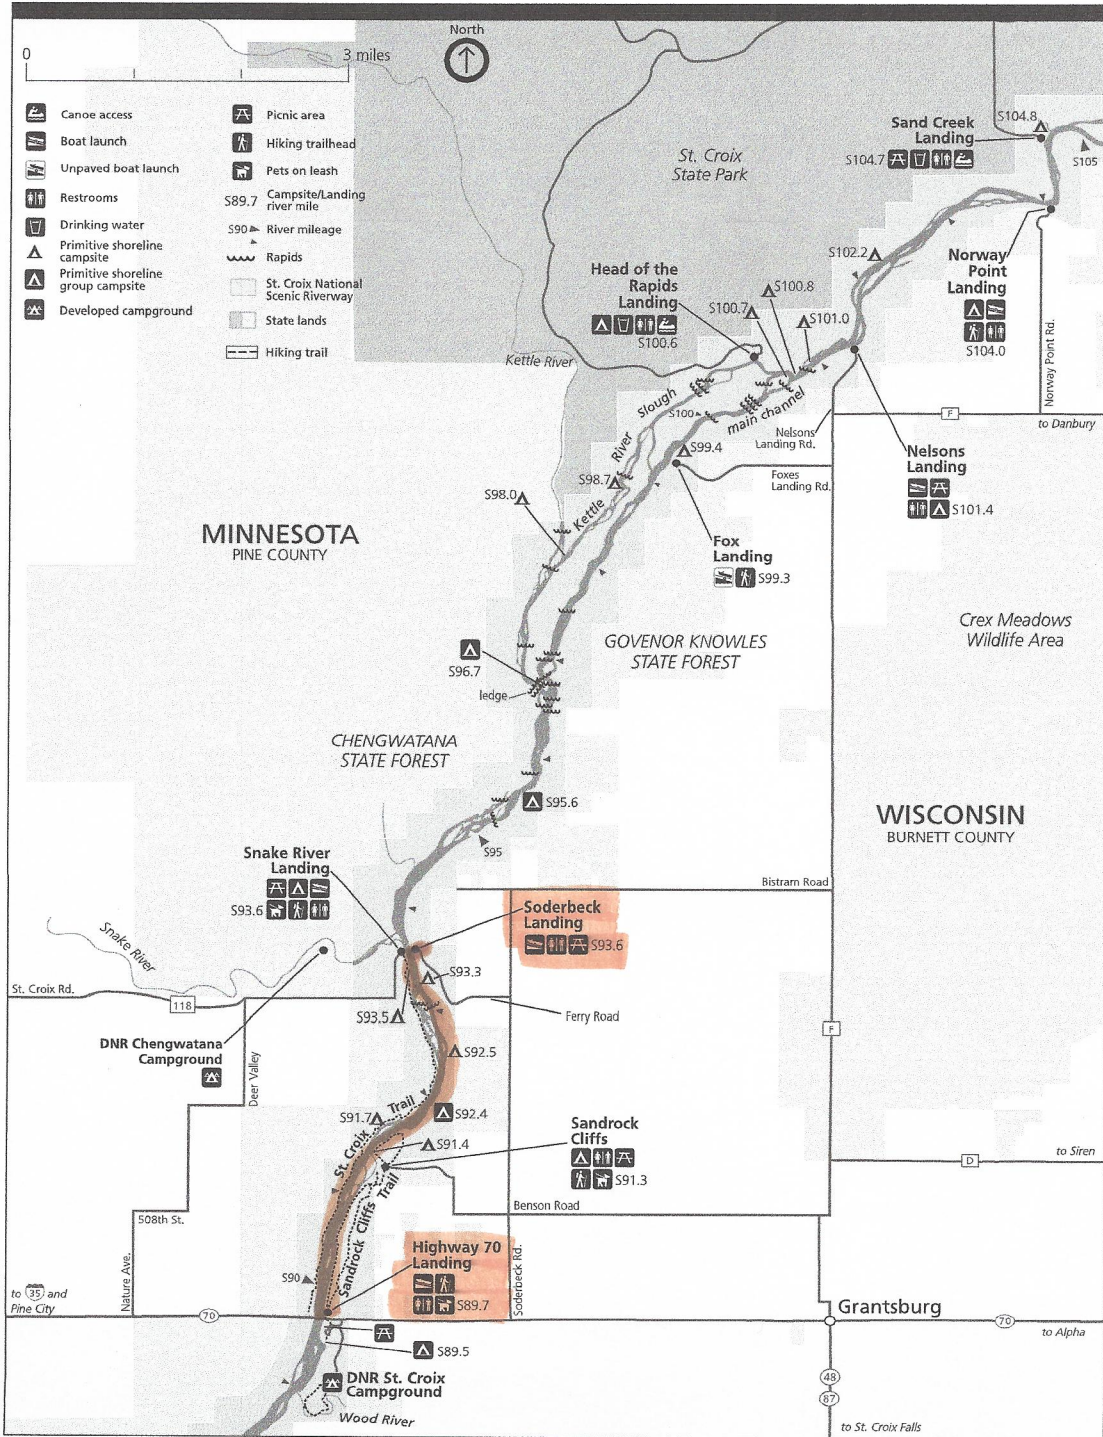 North
0
3 miles
Canoe access
Boat launch
Unpaved boat launch
Restrooms
Drinking water
Primitive shoreline
campsite
Primitive shoreline
group campsite
Developed campground
Picnic area
Hiking trailhead
Pets on leash
S89.7 Campsite/Landing
river mile
S90 River mileage
Rapids
St. Croix National
Scenic Riverway
State lands
Hiking trail
St. Croix
State Park
Sand Creek
Landing
S104.7
S104.8
S105
Norway
Point
Landing
S104.0
Norway Point Rd.
S102.2
Head of the
Rapids
Landing
S100.6
S100.8
S100.7
S101.0
Kettle River
Kettle River Slough
main channel
S100
Nelsons
Landing Rd.
F
to Danbury
Nelsons
Landing
S101.4
S99.4
Foxes
Landing Rd.
S98.7
S98.0
Fox
Landing
S99.3
MINNESOTA
PINE COUNTY
Crex Meadows
Wildlife Area
GOVENOR KNOWLES
STATE FOREST
S96.7
ledge
CHENGWATANA
STATE FOREST
S95.6
WISCONSIN
BURNETT COUNTY
S95
Snake River
Landing
S93.6
Bistram Road
Soderbeck
Landing
S93.6
Snake River
S93.3
St. Croix Rd.
118
S93.5
Ferry Road
F
DNR Chengwatana
Campground
Deer Valley
S92.5
S91.7
St. Croix Trail
S92.4
S91.4
Sandrock
Cliffs
S91.3
to Siren
D
Sandrock Cliffs Trail
Benson Road
508th St.
Nature Ave.
Highway 70
Landing
S89.7
Soderbeck Rd.
S90
to 35 and
Pine City
70
Grantsburg
70
to Alpha
S89.5
DNR St. Croix
Campground
Wood River
48
87
to St. Croix Falls